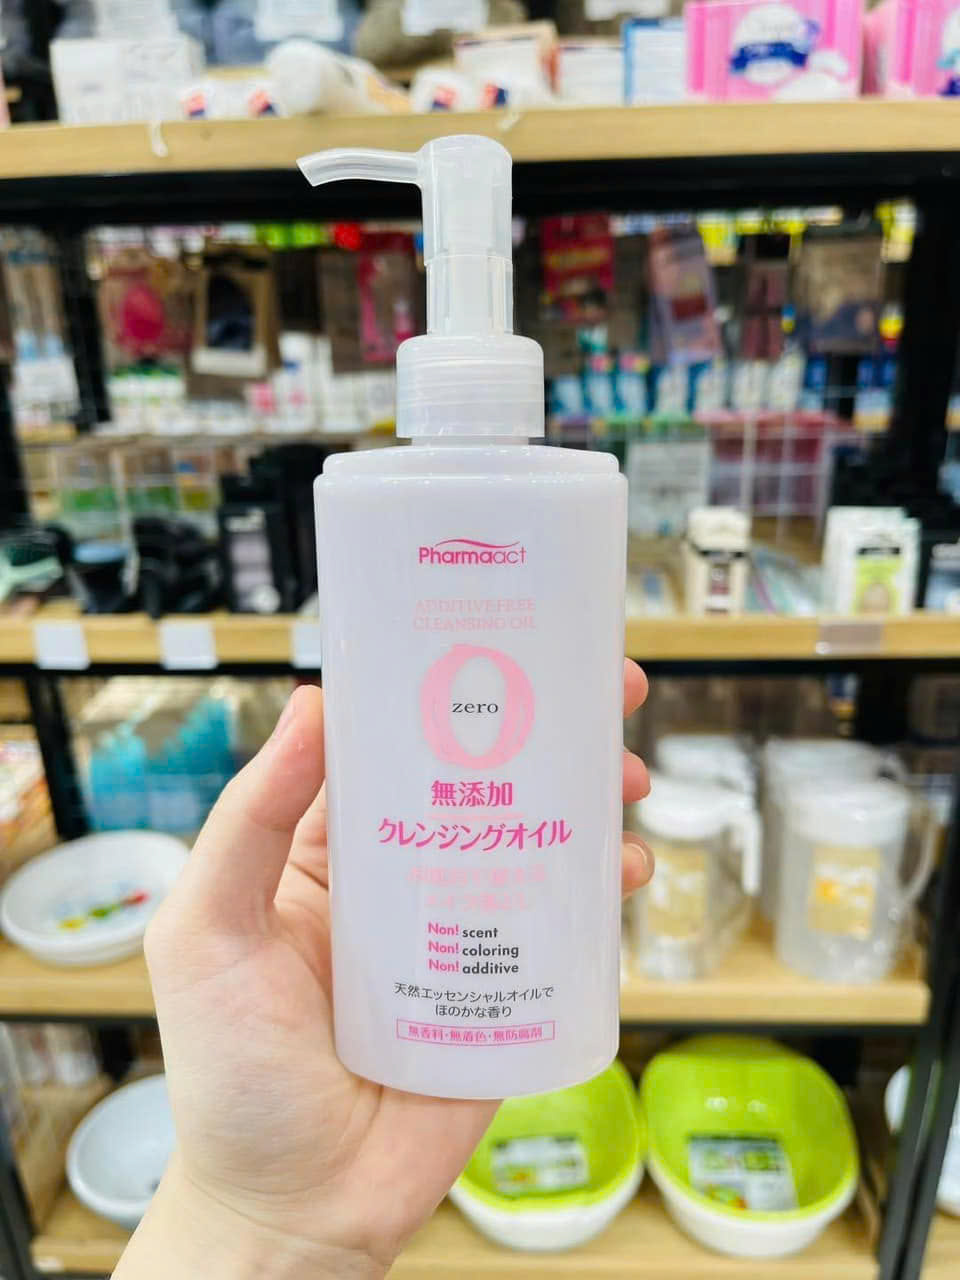 Pharmaact
ADDITIVE FREE
CLEANSING OIL
zero
無添加
クレンジングオイル
Non! scent
Non! coloring
Non! additive
天然エッセンシャルオイルで
ほのかな香り
無香料・無着色・無防腐剤